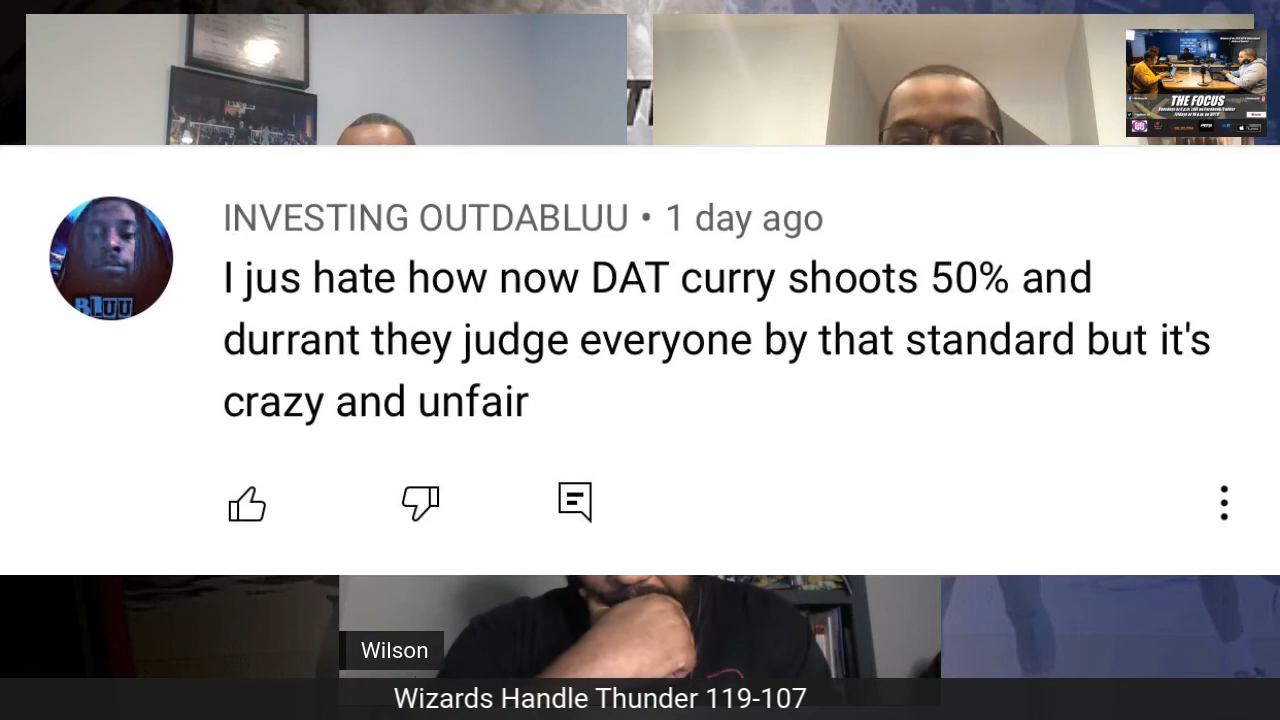 THE FOCUS
INVESTING OUTDABLUU • 1 day ago
I jus hate how now DAT curry shoots 50% and
durrant they judge everyone by that standard but it's
crazy and unfair
BLUU
Wilson
Wizards Handle Thunder 119-107